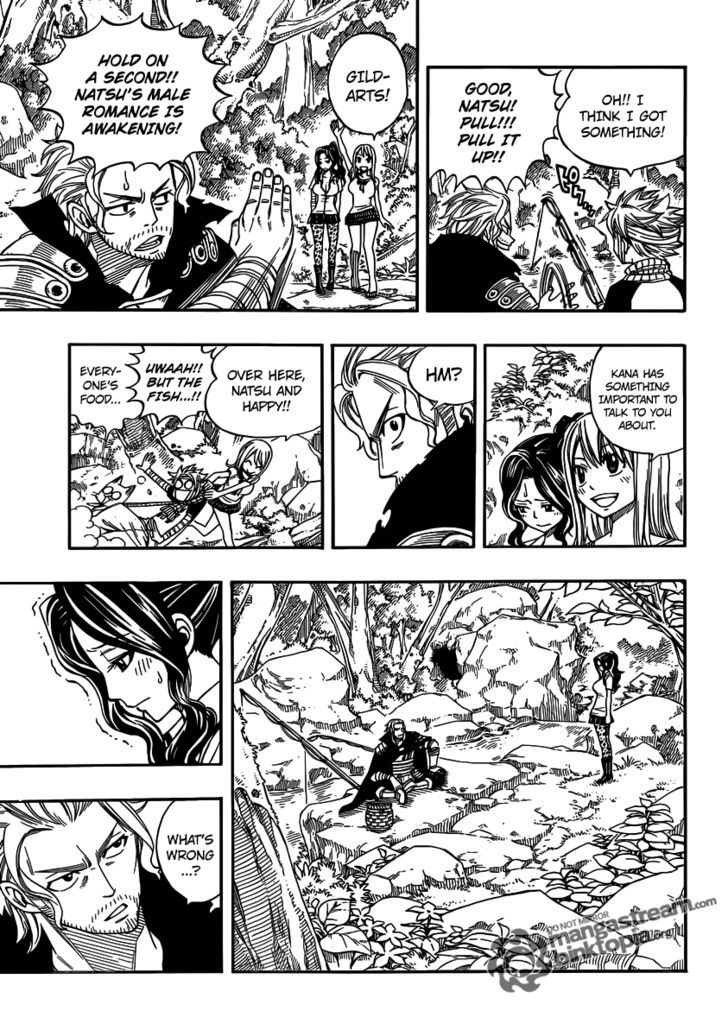 OH!! I
THINK I GOT
SOMETHING!
GOOD,
NATSU!
PULL!!!
PULL IT
UP!!
GILD-
ARTS!
HOLD ON
A SECOND!!
NATSU'S MALE
ROMANCE IS
AWAKENING!
KANA HAS
SOMETHING
IMPORTANT TO
TALK TO YOU
ABOUT.
HM?
OVER HERE,
NATSU AND
HAPPY!!
UWAAH!!
BUT THE
FISH...!!
EVERY-
ONE'S
FOOD...
WHAT'S
WRONG
...?
DO NOT MIRROR
mangastream.com
inktopia.org